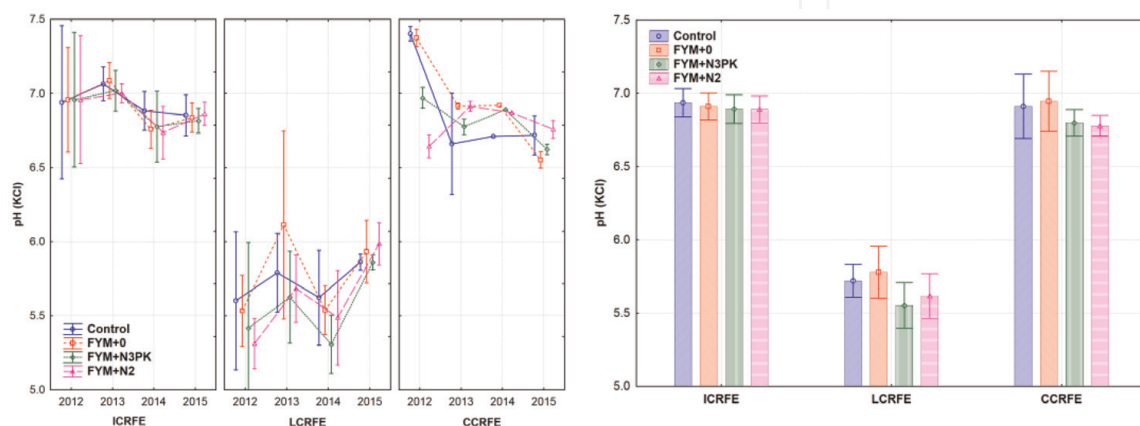 7.5
7.0
6.5
6.0
5.5
5.0
pH (KCl)
Control
FYM+0
FYM+N3PK
FYM+N2
2012 2013 2014 2015
ICRFE
2012 2013 2014 2015
LCRFE
2012 2013 2014 2015
CCRFE
7.5
7.0
6.5
6.0
5.5
5.0
pH (KCl)
Control
FYM+0
FYM+N3PK
FYM+N2
ICRFE LCRFE CCRFE